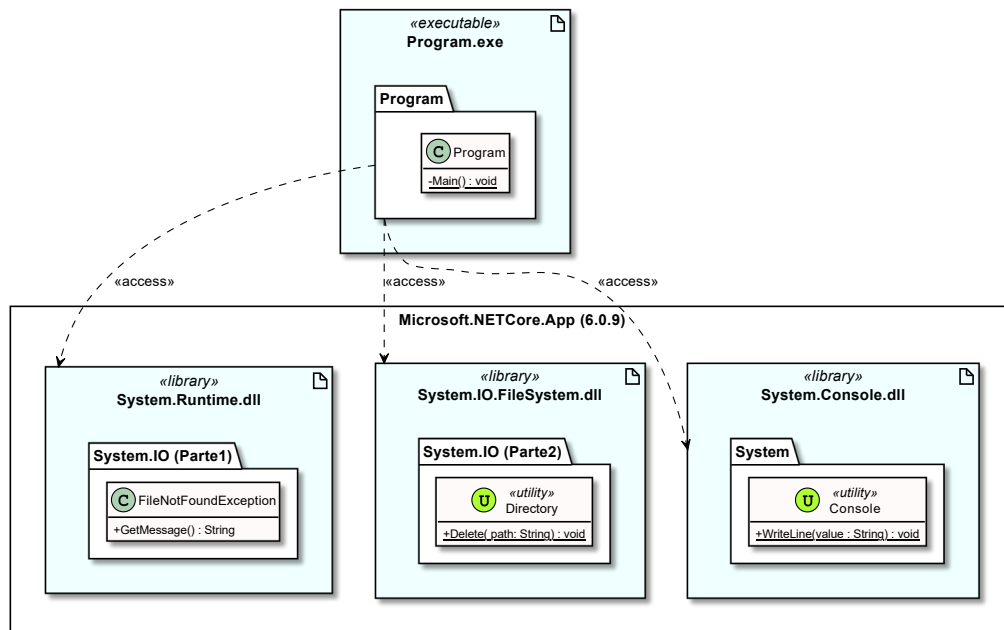 «executable»
Program.exe
Program
C Program
-Main() : void
«access»
«access»
«access»
Microsoft.NETCore.App (6.0.9)
«library»
System.Runtime.dll
System.IO (Parte1)
C FileNotFoundException
+GetMessage() : String
«library»
System.IO.FileSystem.dll
System.IO (Parte2)
U «utility»
Directory
+Delete( path: String) : void
«library»
System.Console.dll
System
U «utility»
Console
+WriteLine(value : String) : void